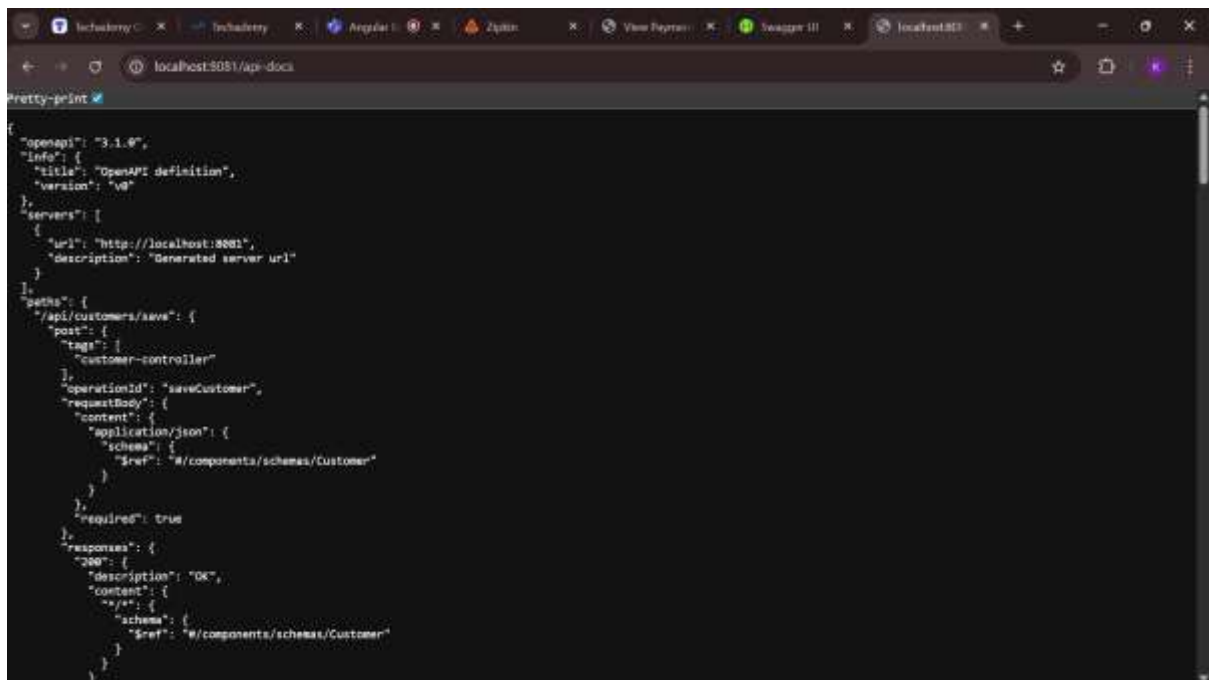 Techademy
Techademy
Angular
Zipkin
View Paymen
Swagger UI
localhost:8081
localhost:8081/api-docs
K
Pretty-print
{
"openapi": "3.1.0",
"info": {
"title": "OpenAPI definition",
"version": "v0"
},
"servers": [
{
"url": "http://localhost:8081",
"description": "Generated server url"
}
],
"paths": {
"/api/customers/save": {
"post": {
"tags": [
"customer-controller"
],
"operationId": "saveCustomer",
"requestBody": {
"content": {
"application/json": {
"schema": {
"$ref": "#/components/schemas/Customer"
}
}
},
"required": true
},
"responses": {
"200": {
"description": "OK",
"content": {
"*/*": {
"schema": {
"$ref": "#/components/schemas/Customer"
}
}
}